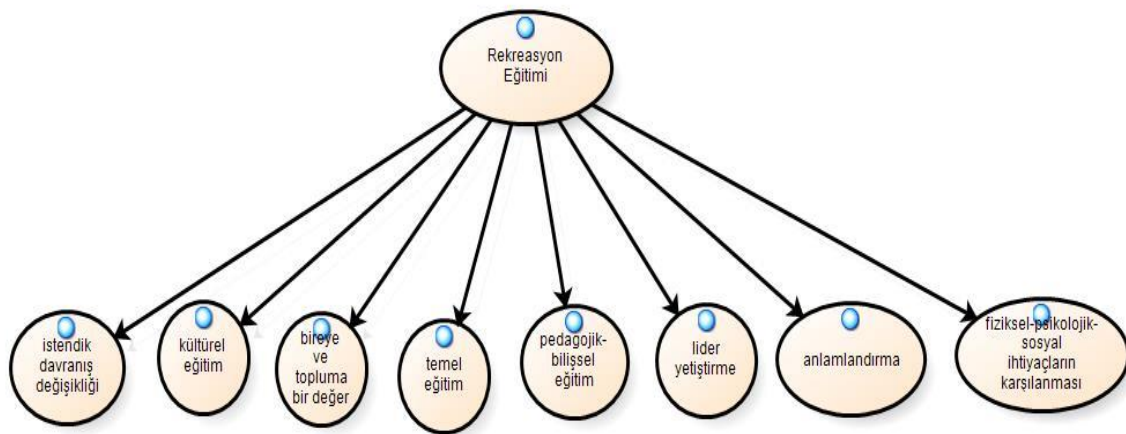 Rekreasyon
Eğitimi
istendik
davranış
değişikliği
kültürel
eğitim
bireye
ve
topluma
bir değer
temel
eğitim
pedagojik-
bilişsel
eğitim
lider
yetiştirme
anlamlandırma
fiziksel-psikolojik-
sosyal
ihtiyaçların
karşılanması